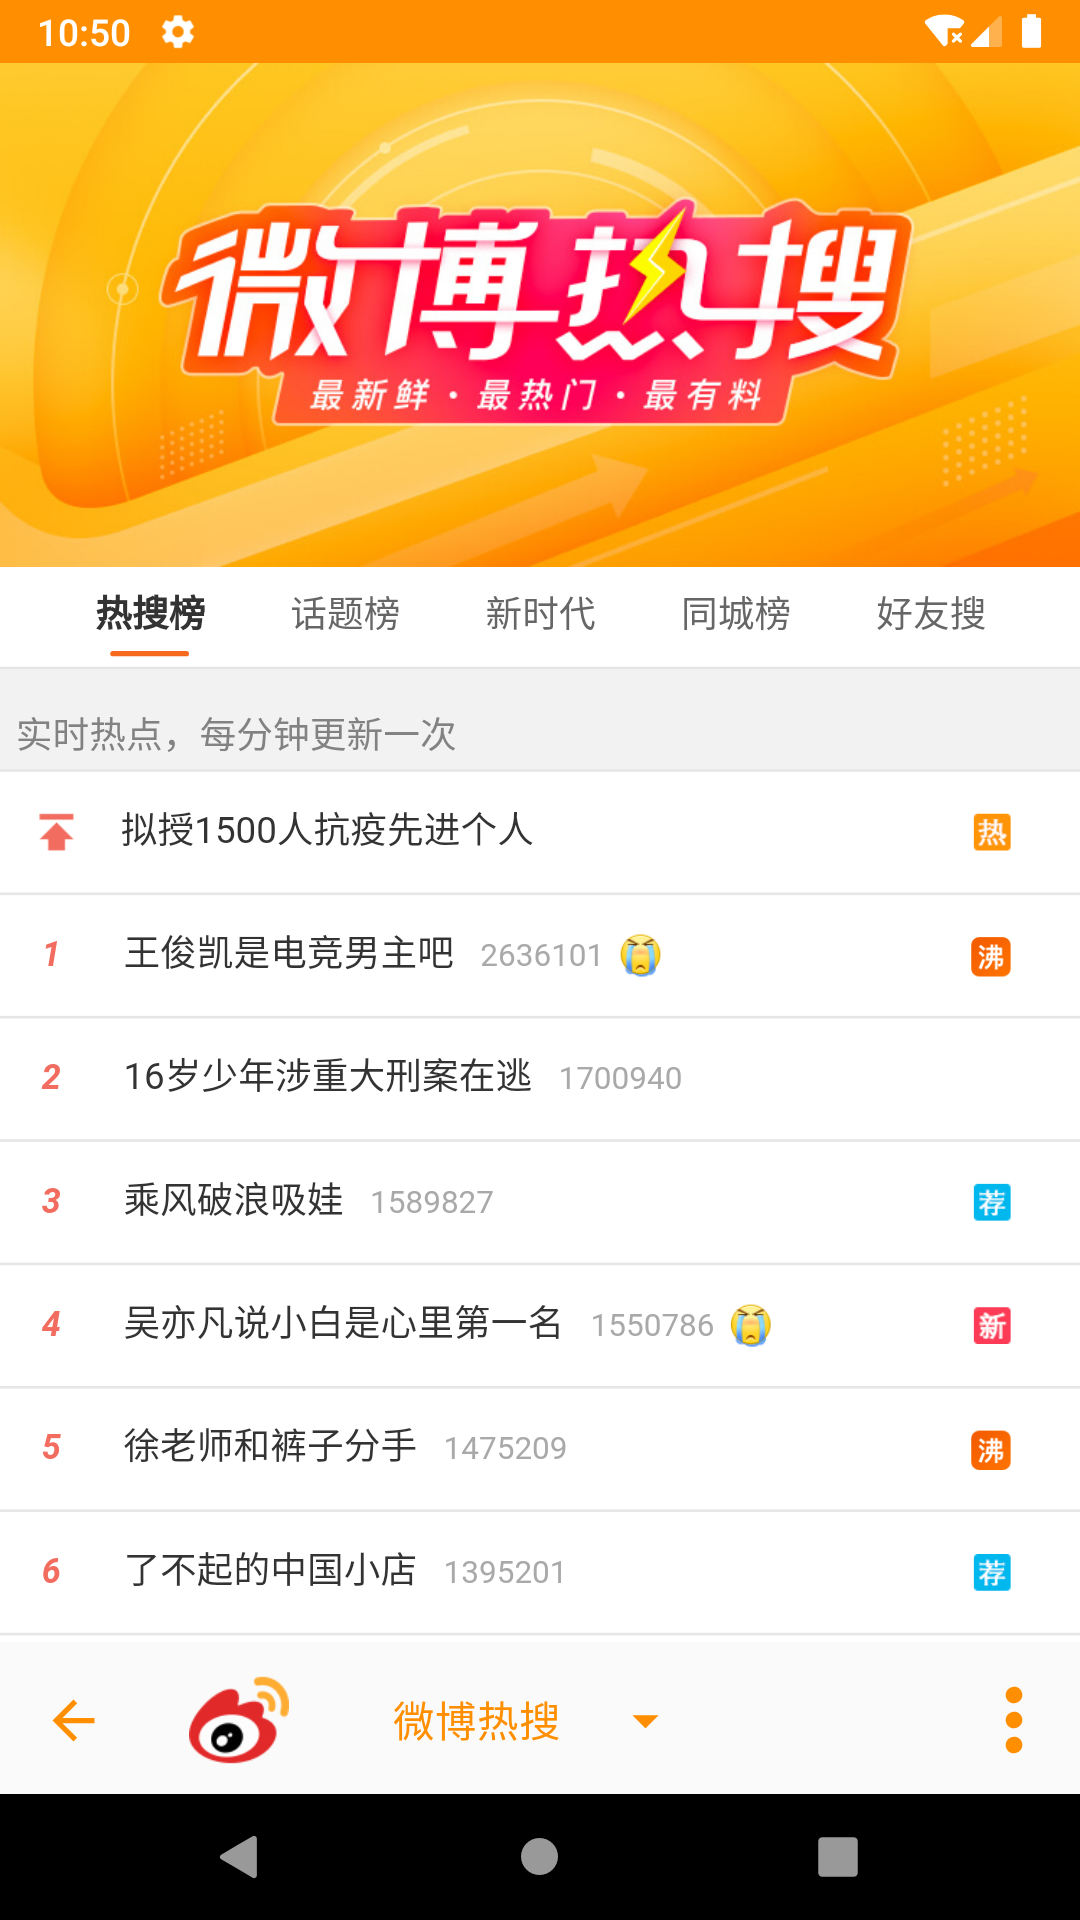 10:50
微博热搜
最新鲜·最热门·最有料
热搜榜 话题榜 新时代 同城榜 好友搜
实时热点，每分钟更新一次
拟授1500人抗疫先进个人 热
1 王俊凯是电竞男主吧 2636101 沸
2 16岁少年涉重大刑案在逃 1700940
3 乘风破浪吸娃 1589827 荐
4 吴亦凡说小白是心里第一名 1550786 新
5 徐老师和裤子分手 1475209 沸
6 了不起的中国小店 1395201 荐
微博热搜